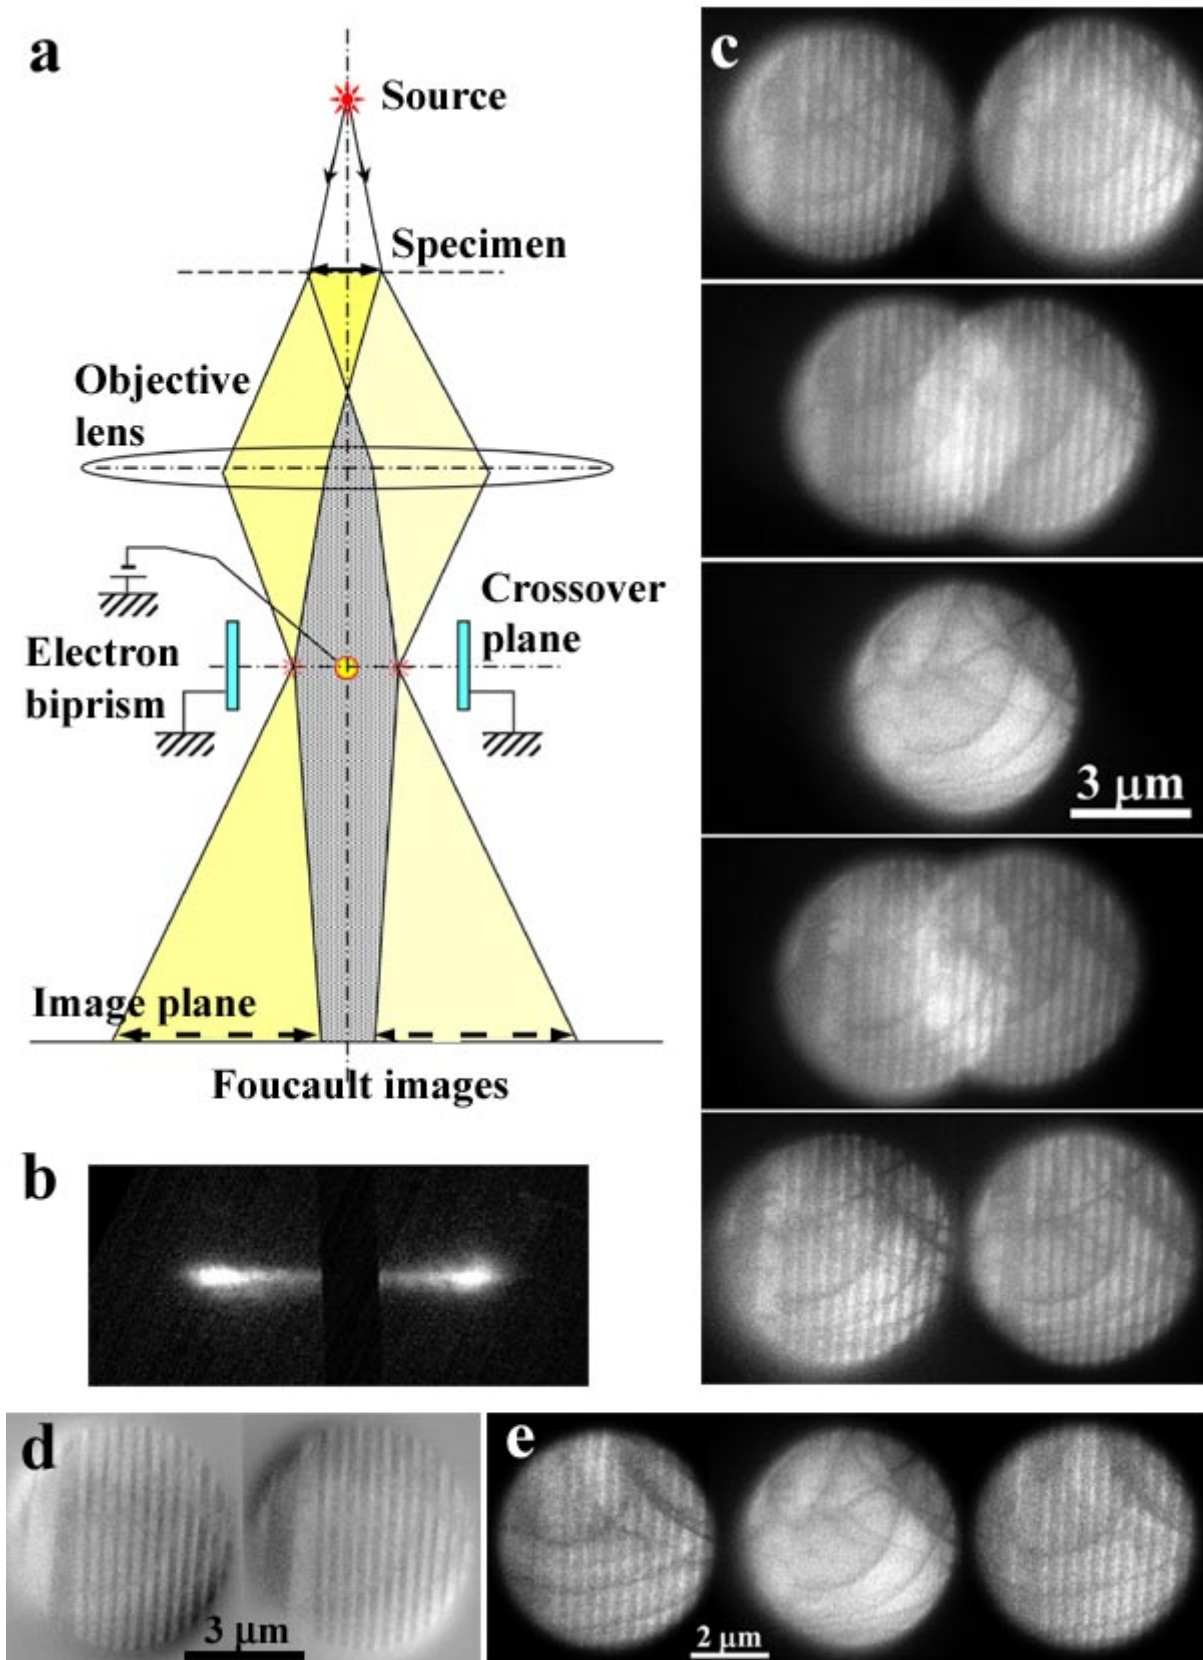 a
Source
Specimen
Objective
lens
Crossover
plane
Electron
biprism
Image plane
Foucault images
b
c
3 μm
d
3 μm
e
2 μm